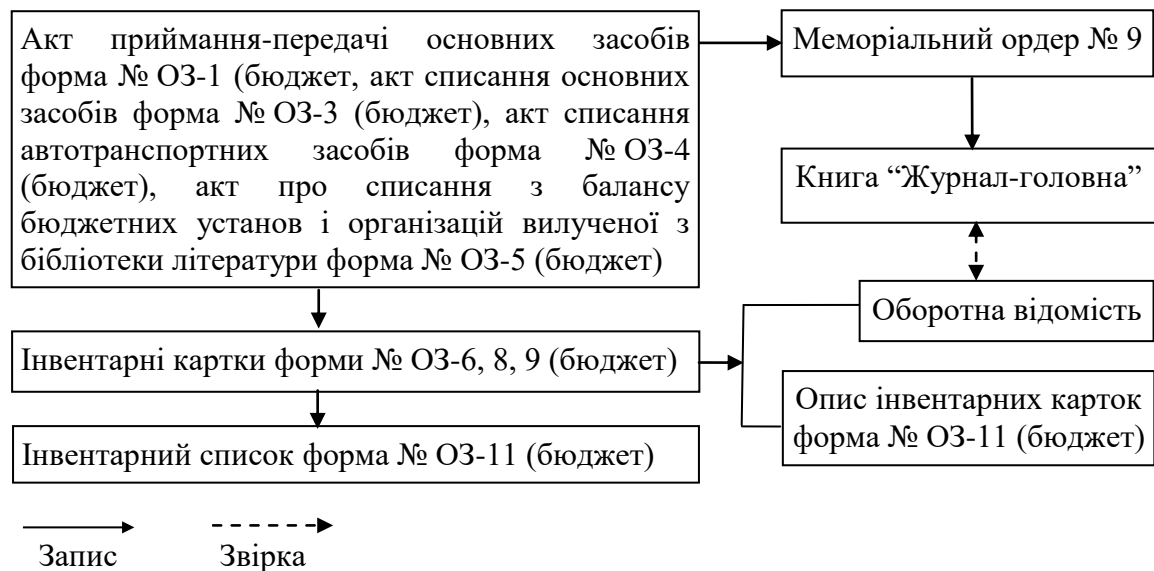 Акт приймання-передачі основних засобів
форма № ОЗ-1 (бюджет, акт списання основних
засобів форма № ОЗ-3 (бюджет), акт списання
автотранспортних засобів форма № ОЗ-4
(бюджет), акт про списання з балансу
бюджетних установ і організацій вилученої з
бібліотеки літератури форма № ОЗ-5 (бюджет)
Меморіальний ордер № 9
Книга “Журнал-головна”
Оборотна відомість
Інвентарні картки форми № ОЗ-6, 8, 9 (бюджет)
Опис інвентарних карток
форма № ОЗ-11 (бюджет)
Інвентарний список форма № ОЗ-11 (бюджет)
Запис
Звірка